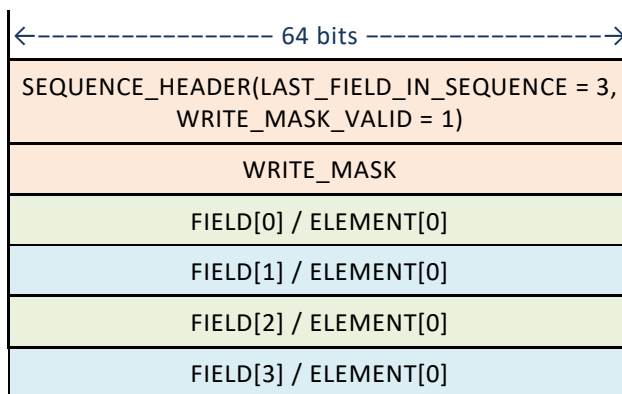 ←------------------ 64 bits ------------------→
SEQUENCE_HEADER(LAST_FIELD_IN_SEQUENCE = 3,
WRITE_MASK_VALID = 1)
WRITE_MASK
FIELD[0] / ELEMENT[0]
FIELD[1] / ELEMENT[0]
FIELD[2] / ELEMENT[0]
FIELD[3] / ELEMENT[0]